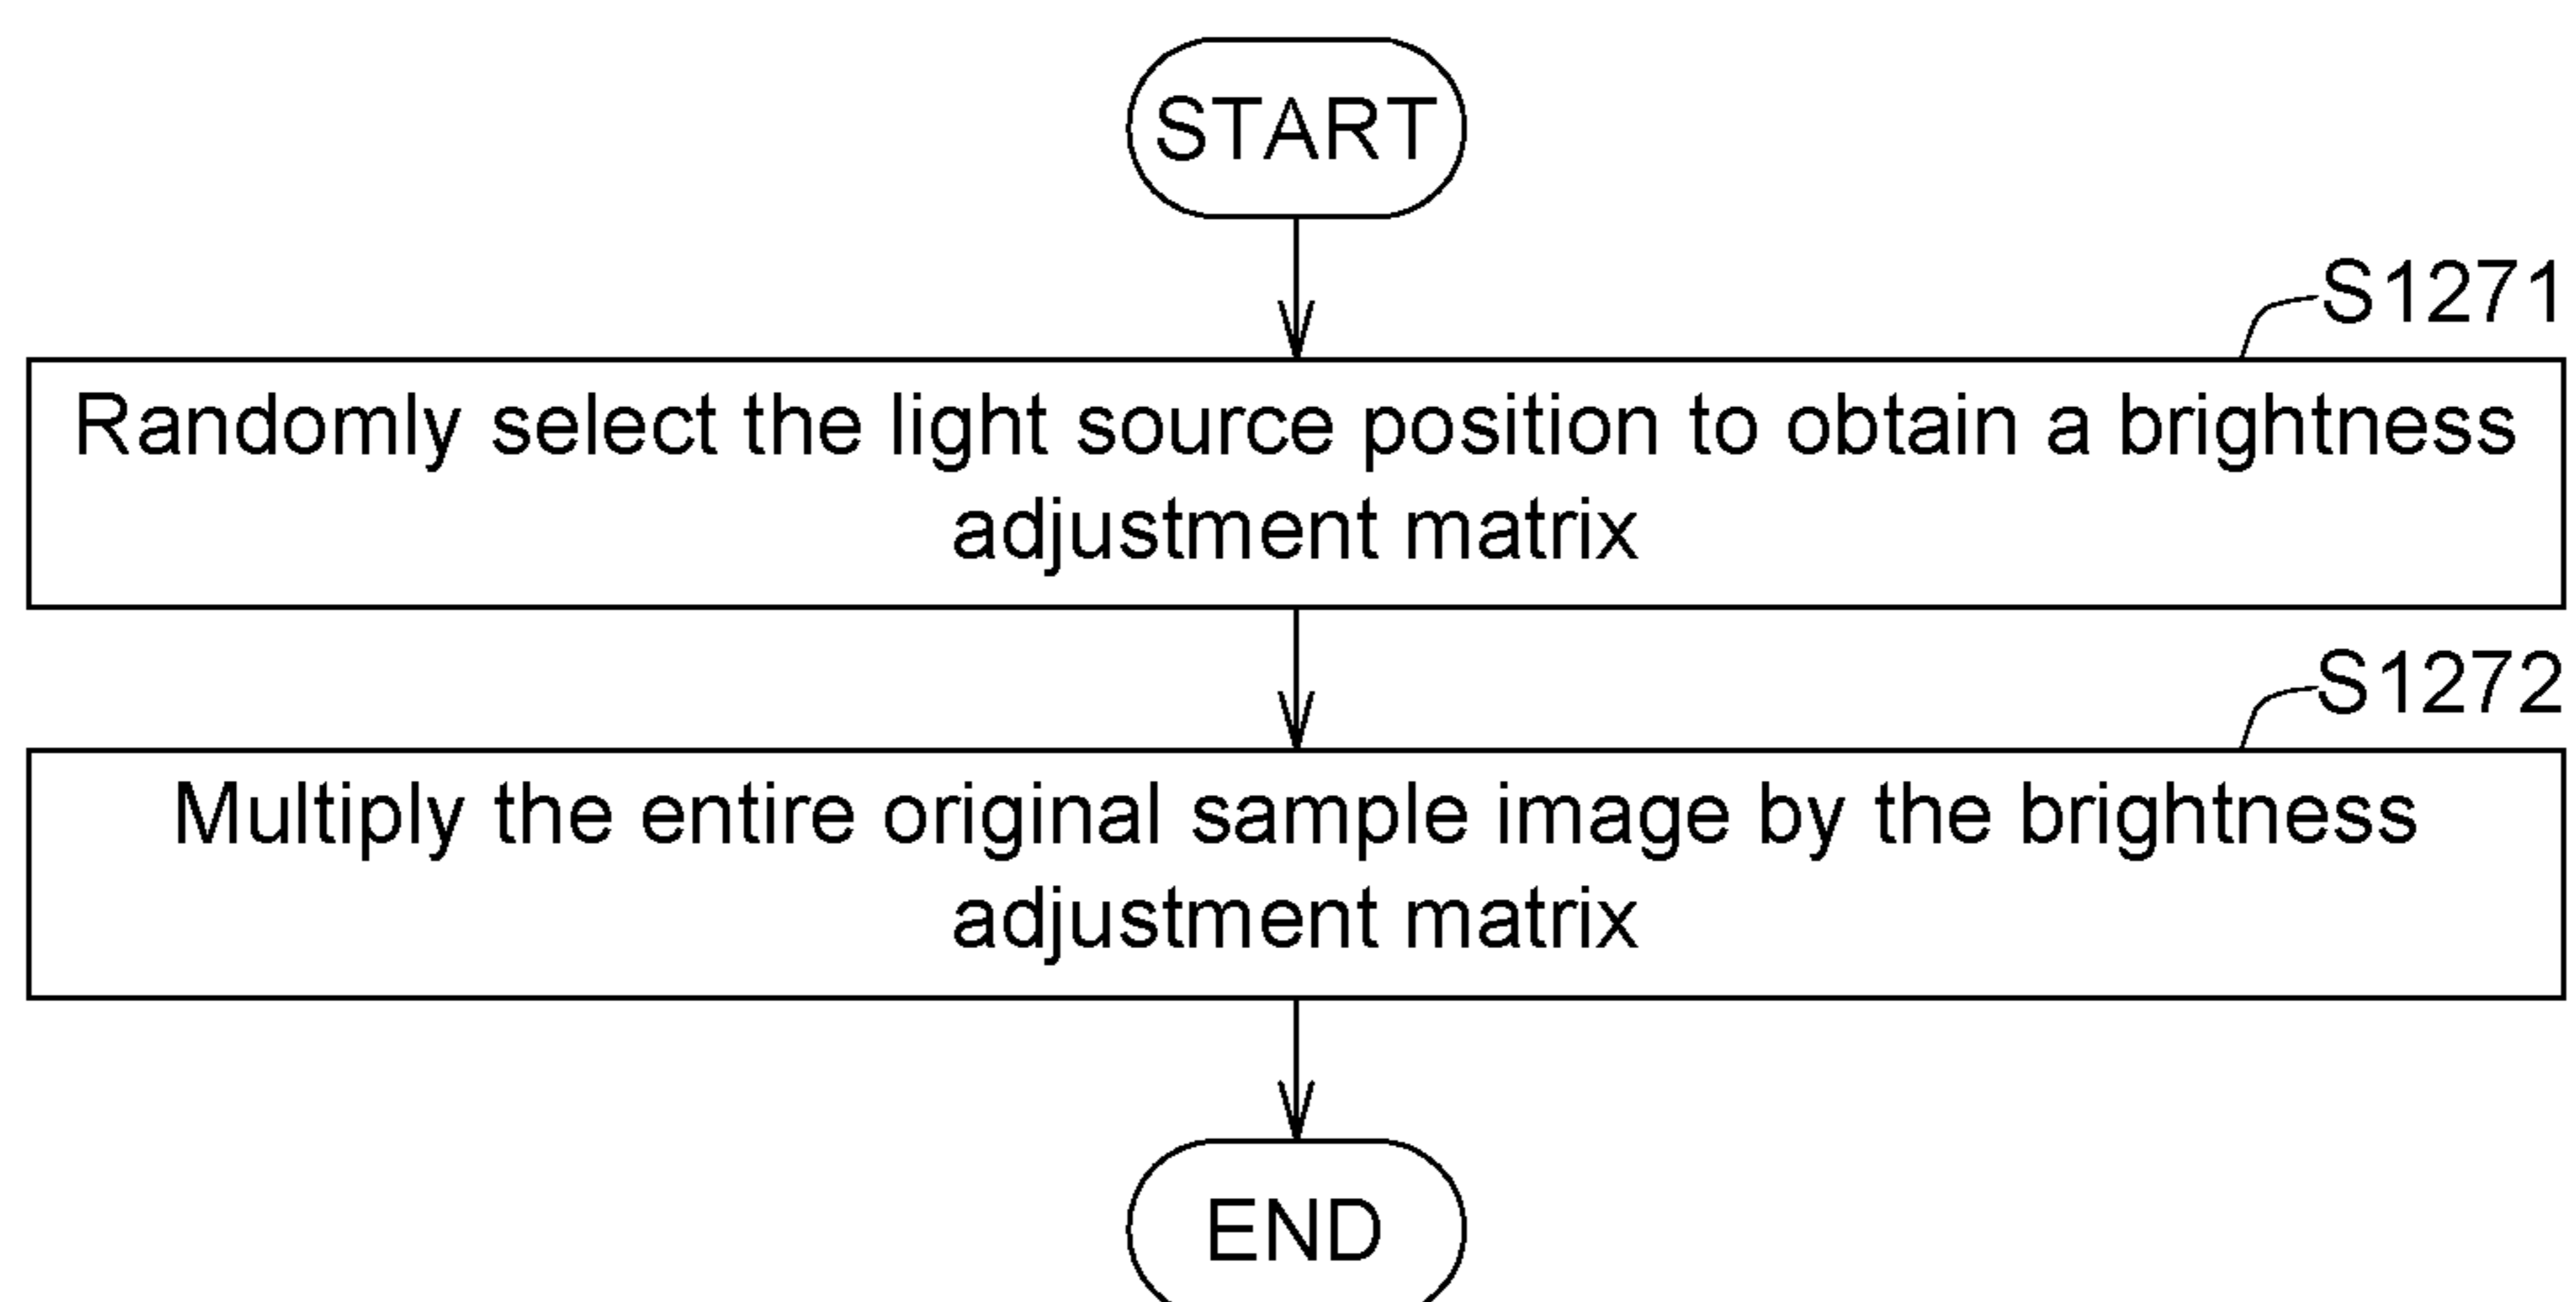 START
S1271
Randomly select the light source position to obtain a brightness
adjustment matrix
S1272
Multiply the entire original sample image by the brightness
adjustment matrix
END